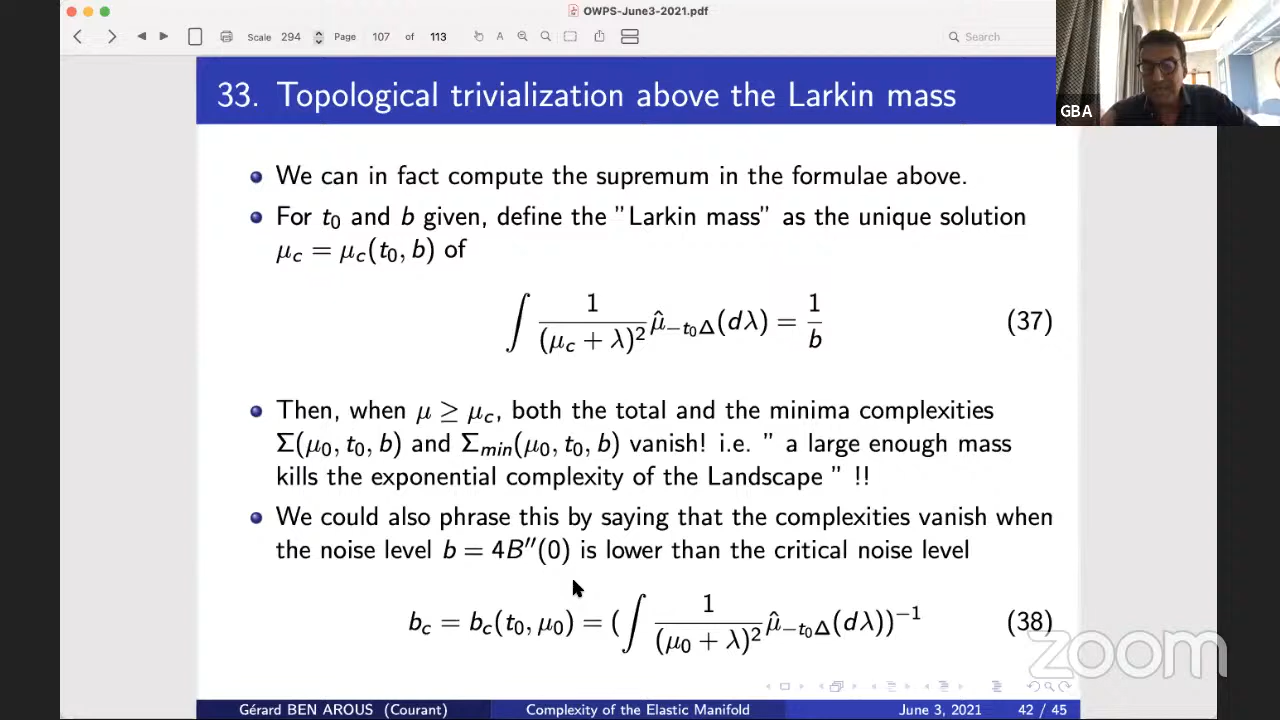 OWPS-June3-2021.pdf
Scale 294 Page 107 of 113 Search
33. Topological trivialization above the Larkin mass
GBA
We can in fact compute the supremum in the formulae above.
For t₀ and b given, define the "Larkin mass" as the unique solution
μ_c = μ_c(t₀, b) of
∫ 1/(μ_c + λ)² μ̂_{−t₀Δ}(dλ) = 1/b (37)
Then, when μ ≥ μ_c, both the total and the minima complexities
Σ(μ₀, t₀, b) and Σ_min(μ₀, t₀, b) vanish! i.e. " a large enough mass
kills the exponential complexity of the Landscape " !!
We could also phrase this by saying that the complexities vanish when
the noise level b = 4B″(0) is lower than the critical noise level
b_c = b_c(t₀, μ₀) = (∫ 1/(μ₀ + λ)² μ̂_{−t₀Δ}(dλ))⁻¹ (38)
zoom
Gérard BEN AROUS (Courant) Complexity of the Elastic Manifold June 3, 2021 42 / 45